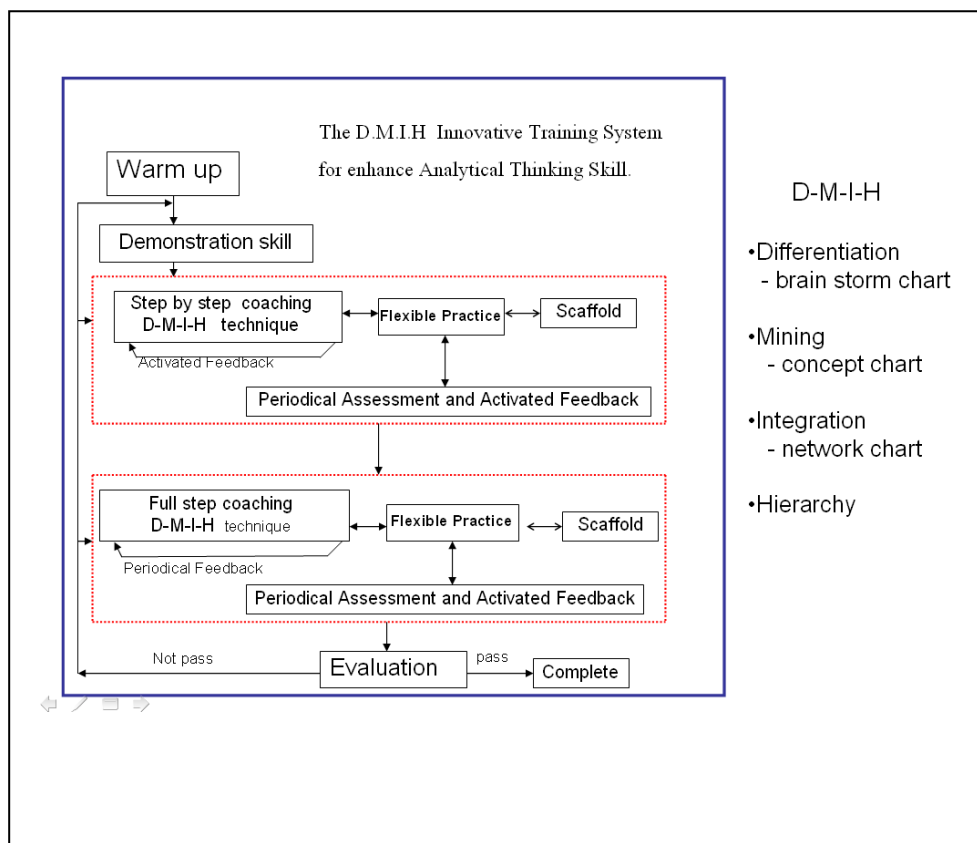 The D.M.I.H Innovative Training System
for enhance Analytical Thinking Skill.
Warm up
Demonstration skill
Step by step coaching
D-M-I-H technique
Flexible Practice
Scaffold
Activated Feedback
Periodical Assessment and Activated Feedback
Full step coaching
D-M-I-H technique
Flexible Practice
Scaffold
Periodical Feedback
Periodical Assessment and Activated Feedback
Not pass
Evaluation
pass
Complete
D-M-I-H
•Differentiation
- brain storm chart
•Mining
- concept chart
•Integration
- network chart
•Hierarchy